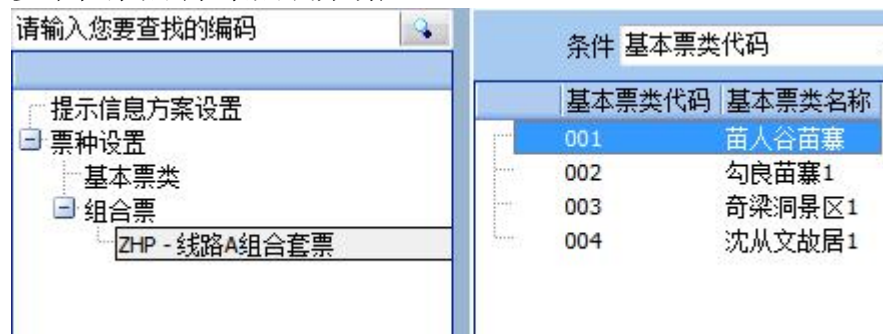 请输入您要查找的编码
提示信息方案设置
票种设置
基本票类
组合票
ZHP - 线路A组合套票
条件 基本票类代码
基本票类代码 基本票类名称
001 苗人谷苗寨
002 勾良苗寨1
003 奇梁洞景区1
004 沈从文故居1